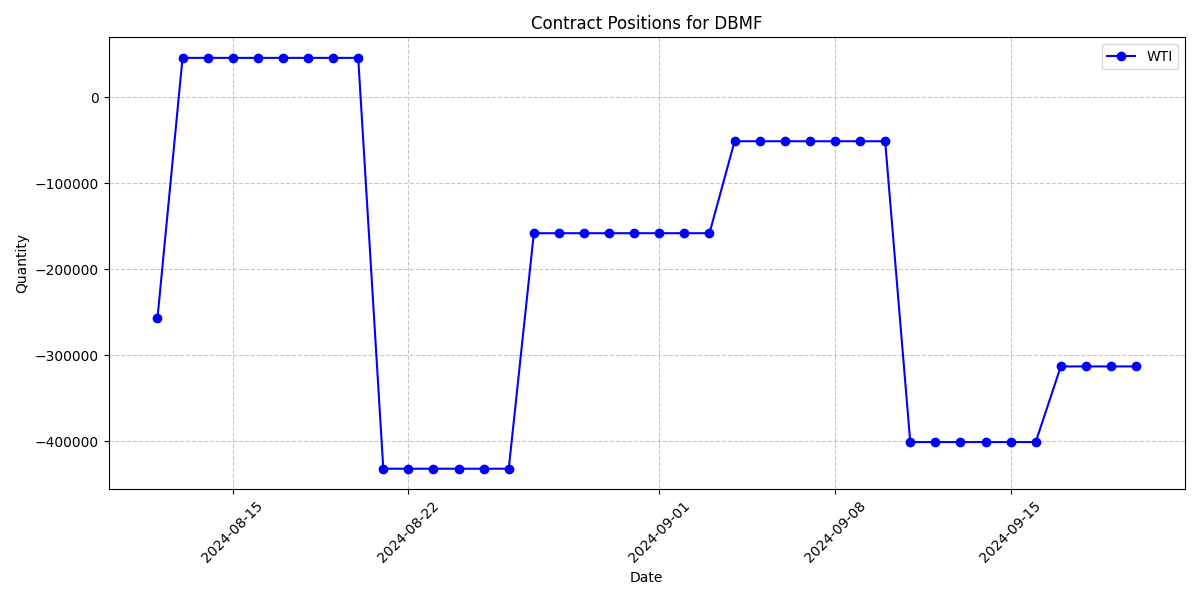 Contract Positions for DBMF
WTI
Quantity
0
−100000
−200000
−300000
−400000
2024-08-15
2024-08-22
2024-09-01
2024-09-08
2024-09-15
Date